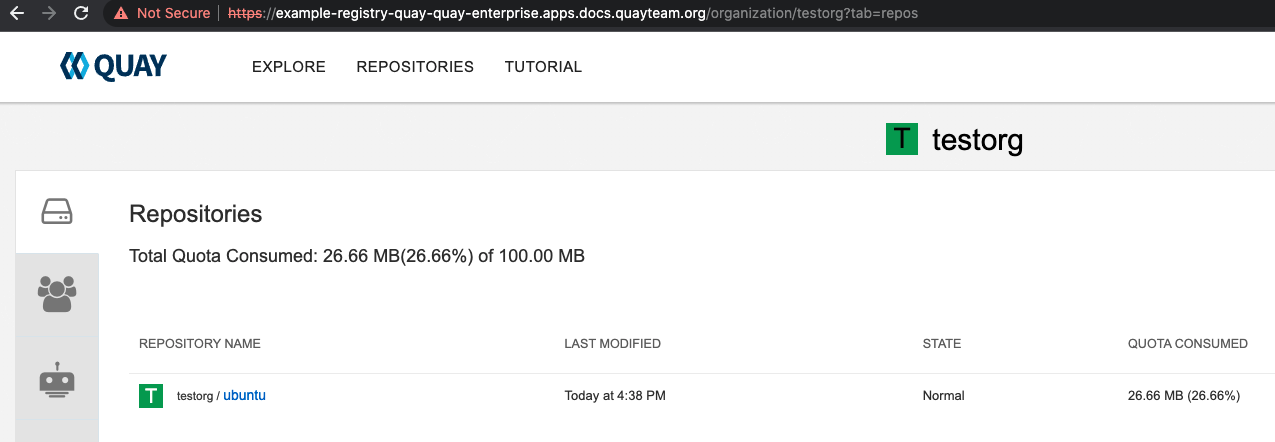 Not Secure https://example-registry-quay-quay-enterprise.apps.docs.quayteam.org/organization/testorg?tab=repos
QUAY EXPLORE REPOSITORIES TUTORIAL
T testorg
Repositories
Total Quota Consumed: 26.66 MB(26.66%) of 100.00 MB
REPOSITORY NAME LAST MODIFIED STATE QUOTA CONSUMED
T testorg / ubuntu Today at 4:38 PM Normal 26.66 MB (26.66%)